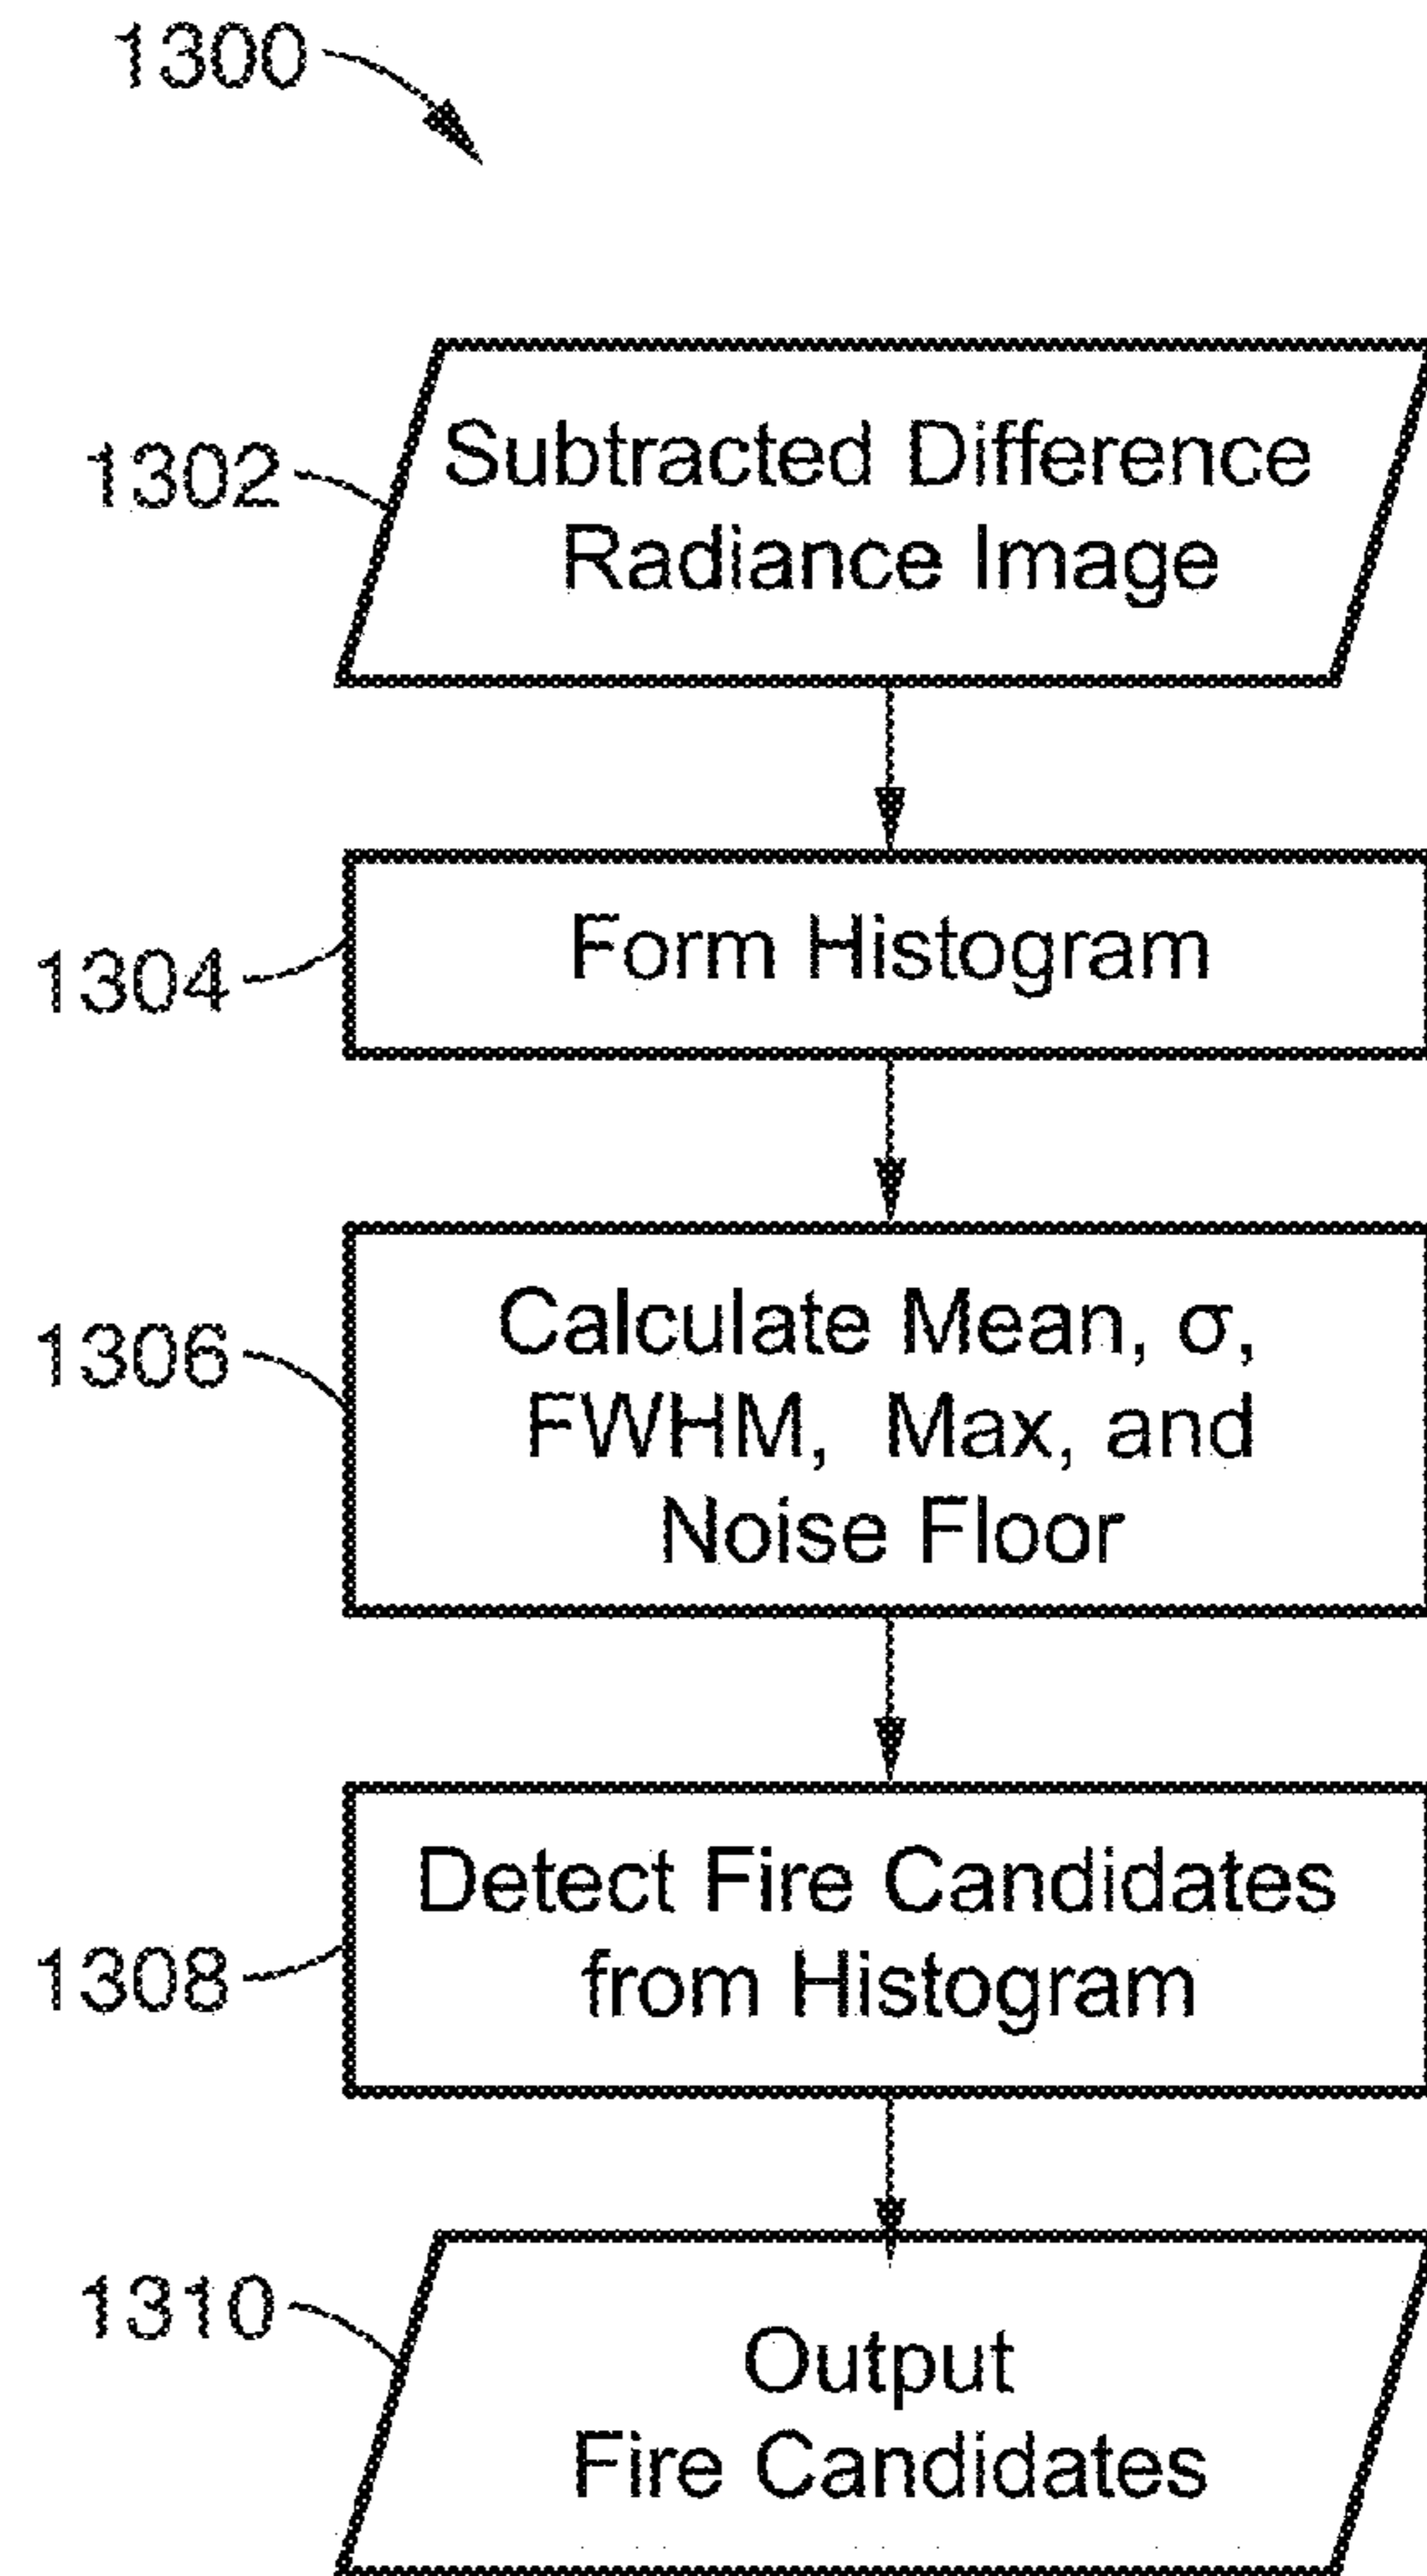 1300
1302
Subtracted Difference
Radiance Image
1304
Form Histogram
1306
Calculate Mean, σ,
FWHM, Max, and
Noise Floor
1308
Detect Fire Candidates
from Histogram
1310
Output
Fire Candidates